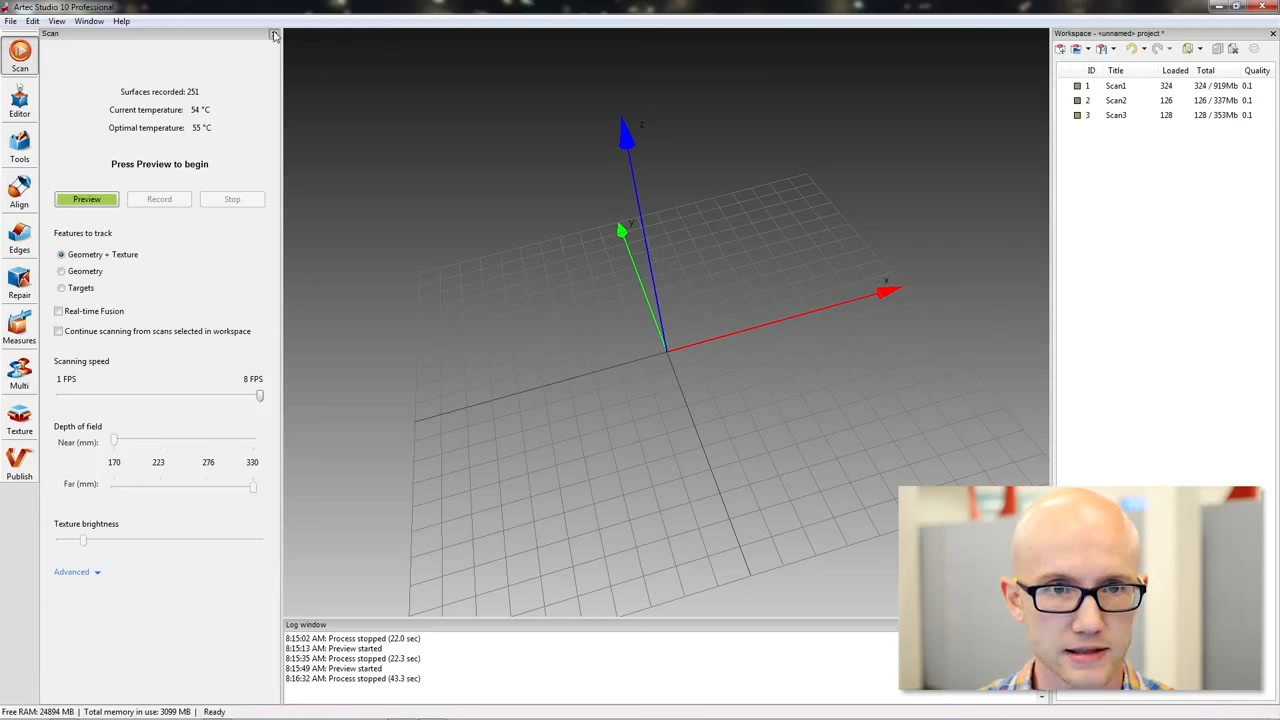 Artec Studio 10 Professional
File Edit View Window Help
Scan
Workspace - <unnamed> project *
Scan
Editor
Tools
Align
Edges
Repair
Measures
Multi
Texture
Publish
Surfaces recorded: 251
Current temperature: 54 °C
Optimal temperature: 55 °C
Press Preview to begin
Preview Record Stop
Features to track
Geometry + Texture
Geometry
Targets
Real-time Fusion
Continue scanning from scans selected in workspace
Scanning speed
1 FPS 8 FPS
Depth of field
Near (mm):
170 223 276 330
Far (mm):
Texture brightness
Advanced
z
y
x
ID Title Loaded Total Quality
1 Scan1 324 324 / 919Mb 0.1
2 Scan2 126 126 / 337Mb 0.1
3 Scan3 128 128 / 353Mb 0.1
Log window
8:15:02 AM: Process stopped (22.0 sec)
8:15:13 AM: Preview started
8:15:35 AM: Process stopped (22.3 sec)
8:15:49 AM: Preview started
8:16:32 AM: Process stopped (43.3 sec)
Free RAM: 24894 MB | Total memory in use: 3099 MB | Ready